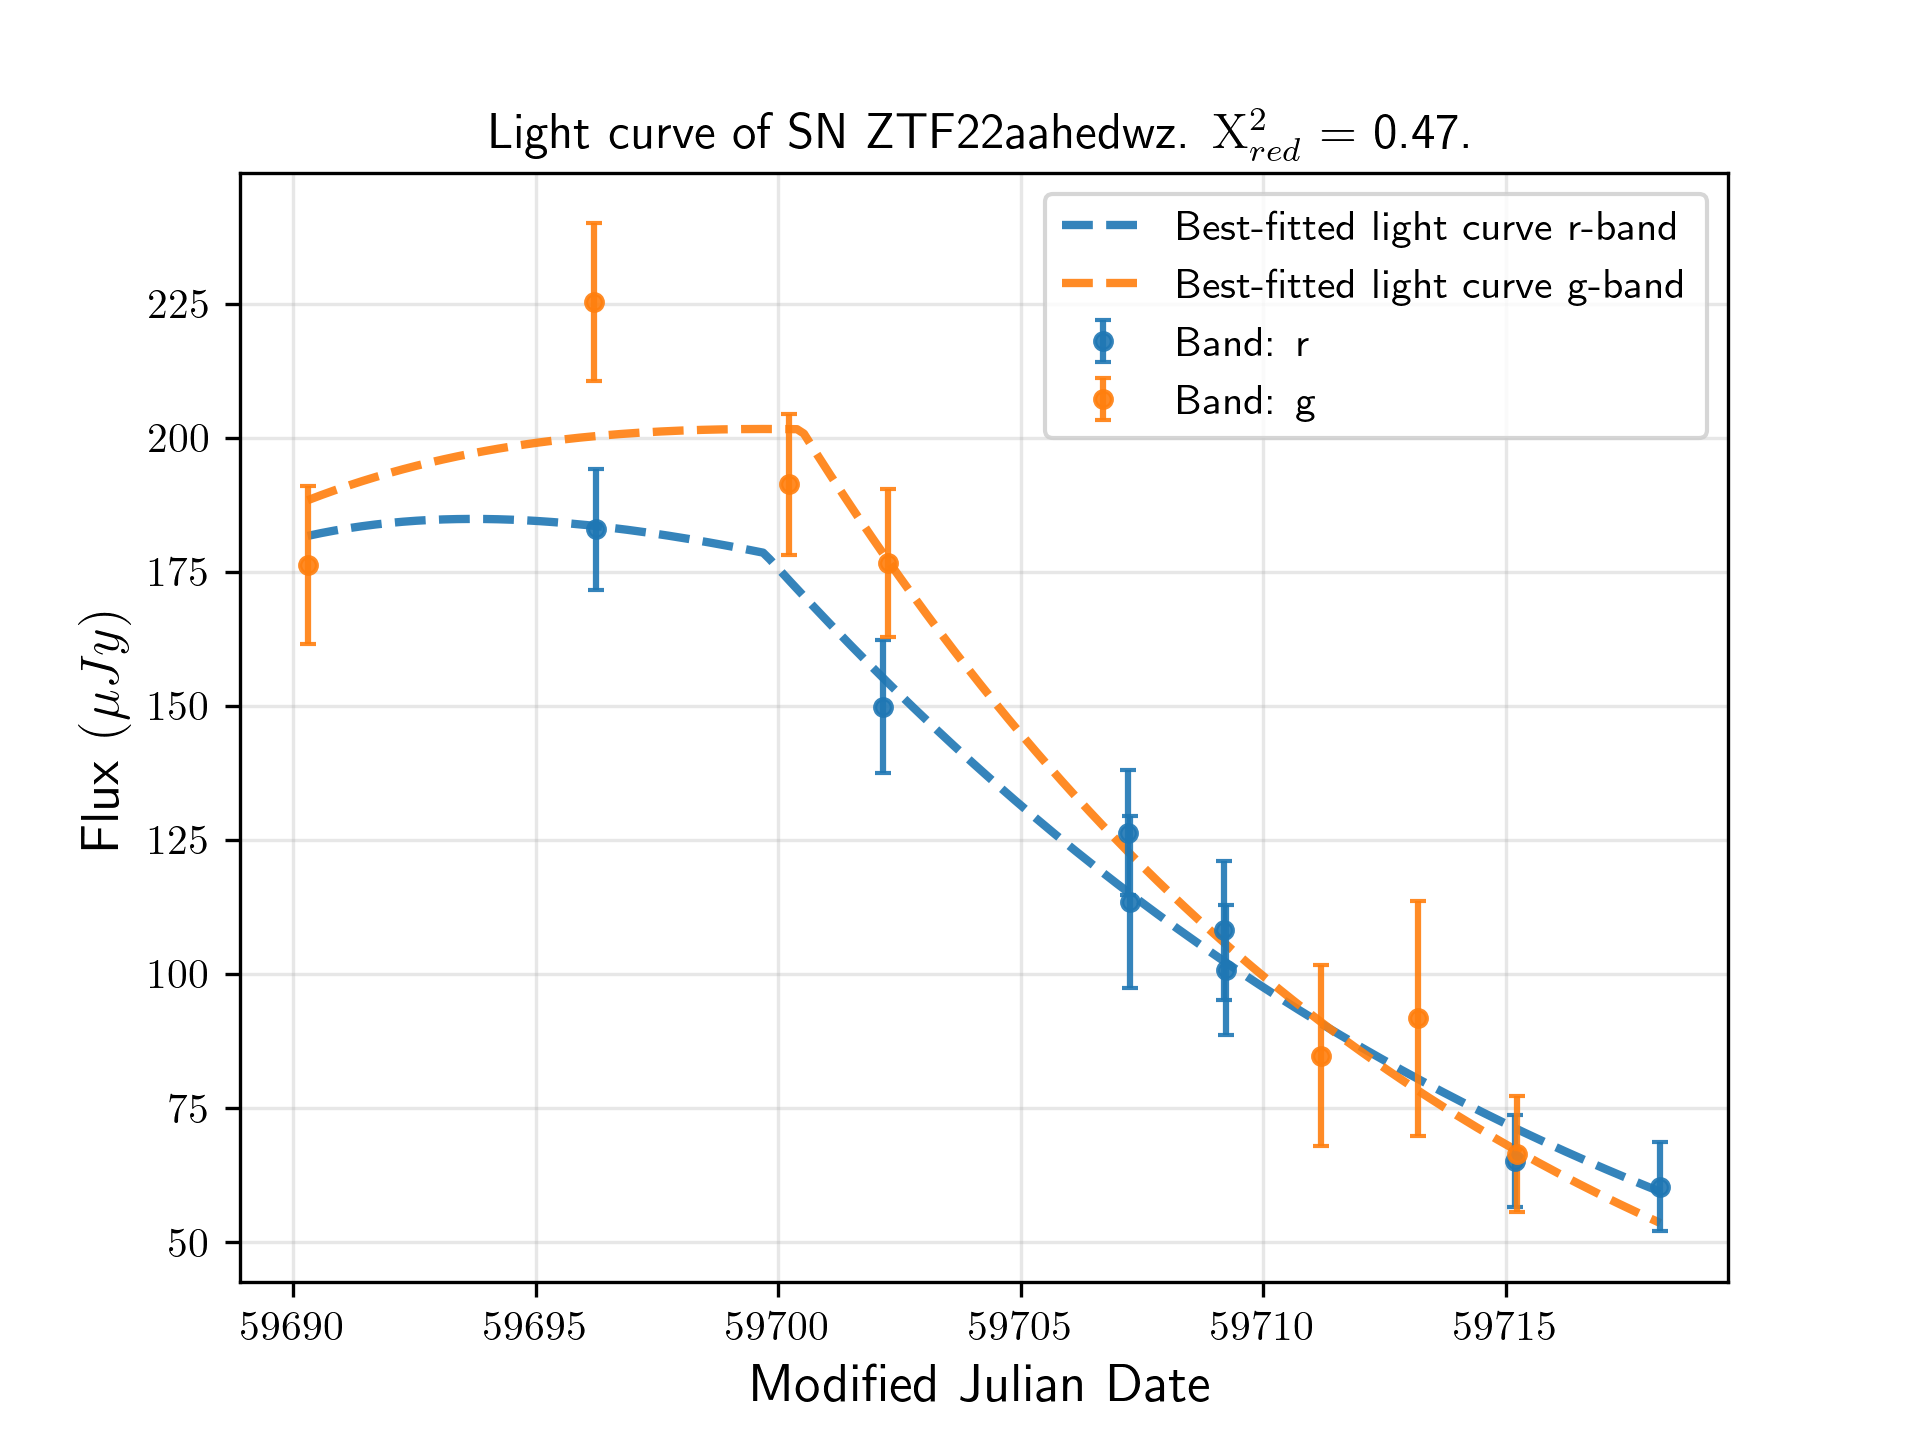 Light curve of SN ZTF22aahedwz. X²_red = 0.47.
Best-fitted light curve r-band
Best-fitted light curve g-band
Band: r
Band: g
225
200
175
150
125
100
75
50
Flux (μJy)
59690 59695 59700 59705 59710 59715
Modified Julian Date